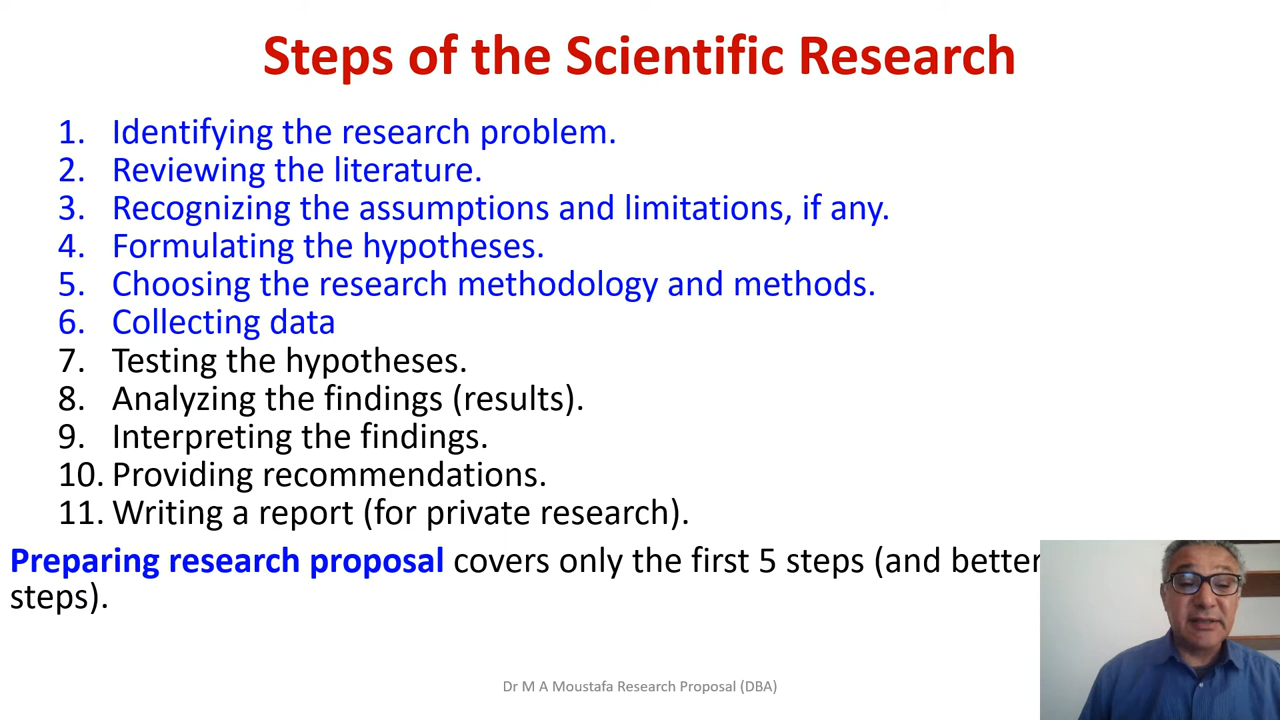 Steps of the Scientific Research
1. Identifying the research problem.
2. Reviewing the literature.
3. Recognizing the assumptions and limitations, if any.
4. Formulating the hypotheses.
5. Choosing the research methodology and methods.
6. Collecting data
7. Testing the hypotheses.
8. Analyzing the findings (results).
9. Interpreting the findings.
10. Providing recommendations.
11. Writing a report (for private research).
Preparing research proposal covers only the first 5 steps (and better
steps).
Dr M A Moustafa Research Proposal (DBA)